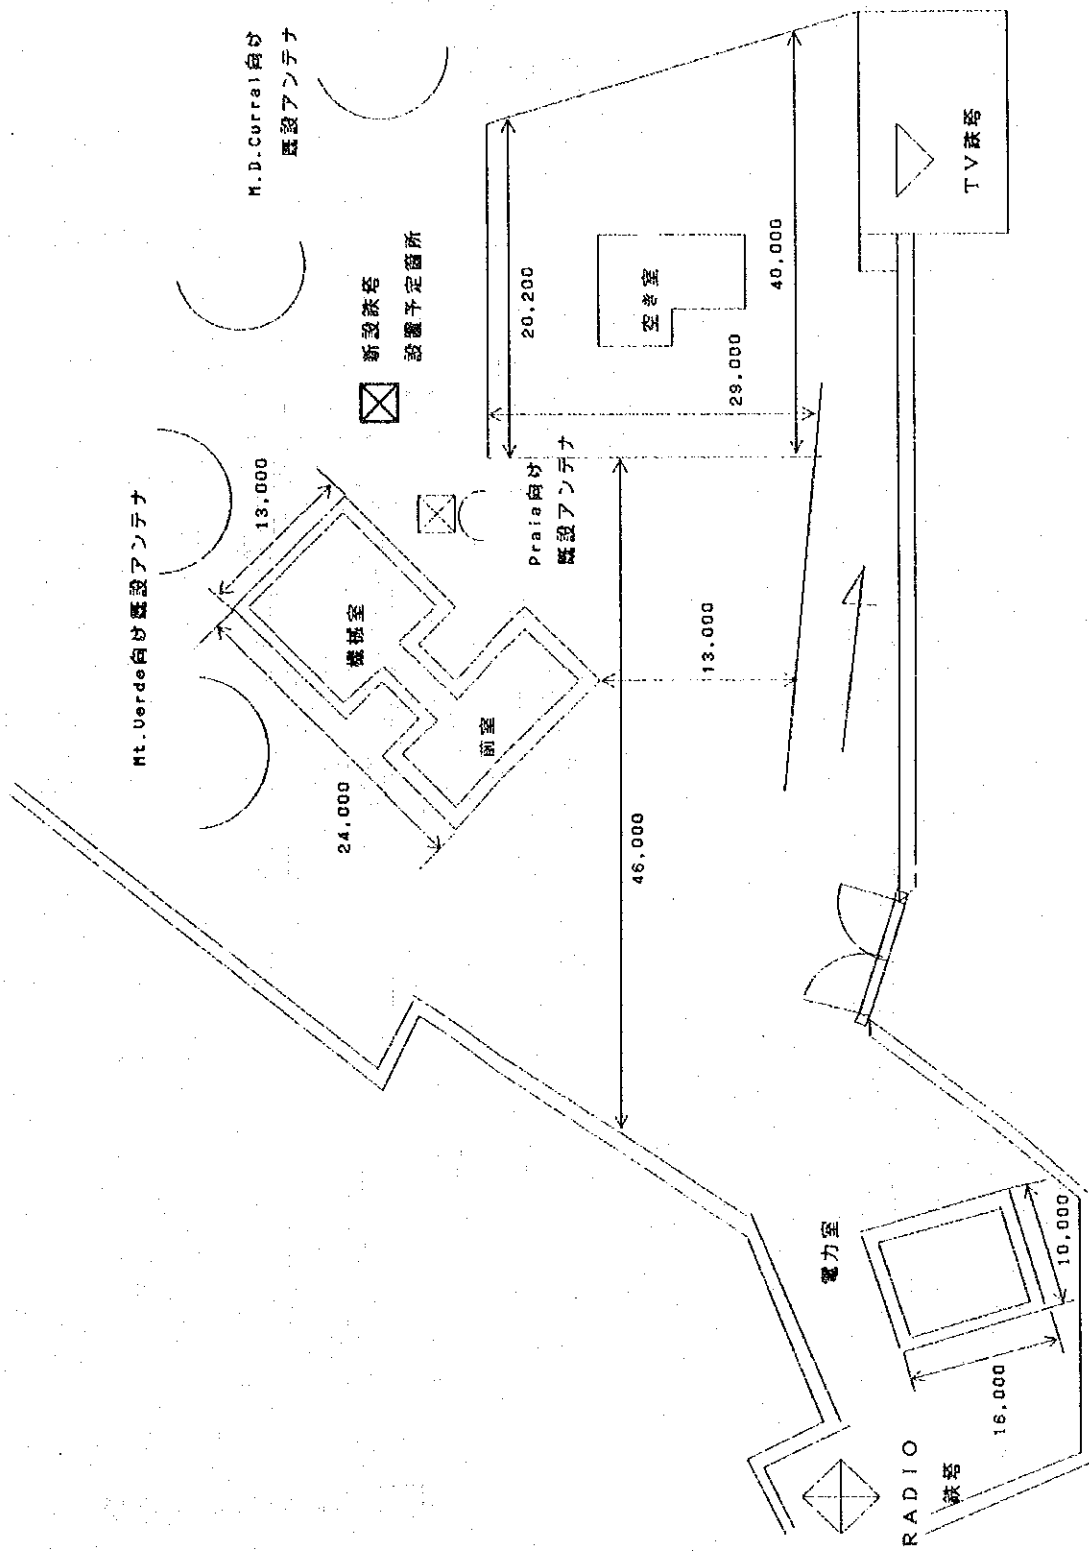 M.D.Curral向け
既設アンテナ
Mt.Verde向け既設アンテナ
新設鉄塔
設置予定箇所
13,000
20,200
Praia向け
既設アンテナ
機械室
24,000
前室
空き室
40,000
29,000
13.000
46,000
TV鉄塔
電力室
10,000
16,000
RADIO
鉄塔